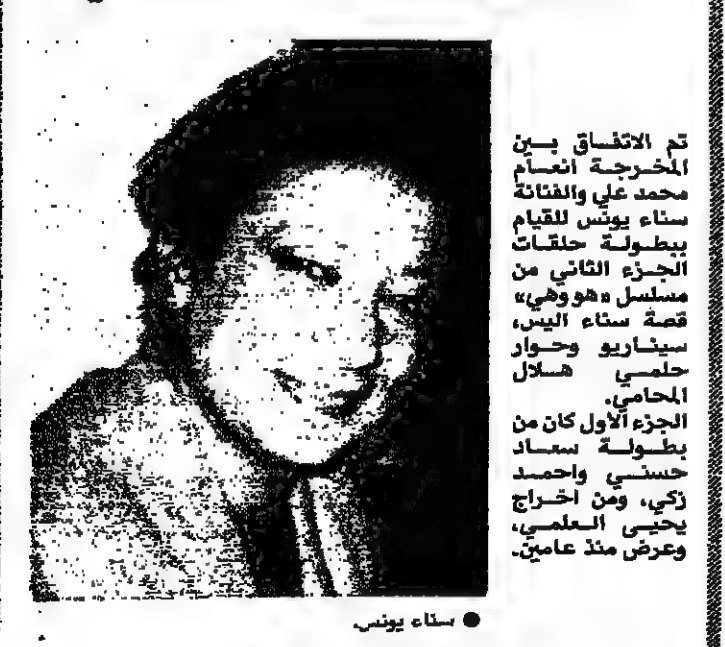 تم الاتفاق بين
المخرجة انعام
محمد علي والفنانة
سناء يونس للقيام
ببطولة حلقات
الجزء الثاني من
مسلسل «هو وهي»
قصة سناء البس،
سيناريو وحوار
حلمي هلال
المحامي.
الجزء الأول كان من
بطولة سعاد
حسني واحمد
زكي، ومن اخراج
يحيى العلمي،
وعرض منذ عامين.
● سناء يونس.